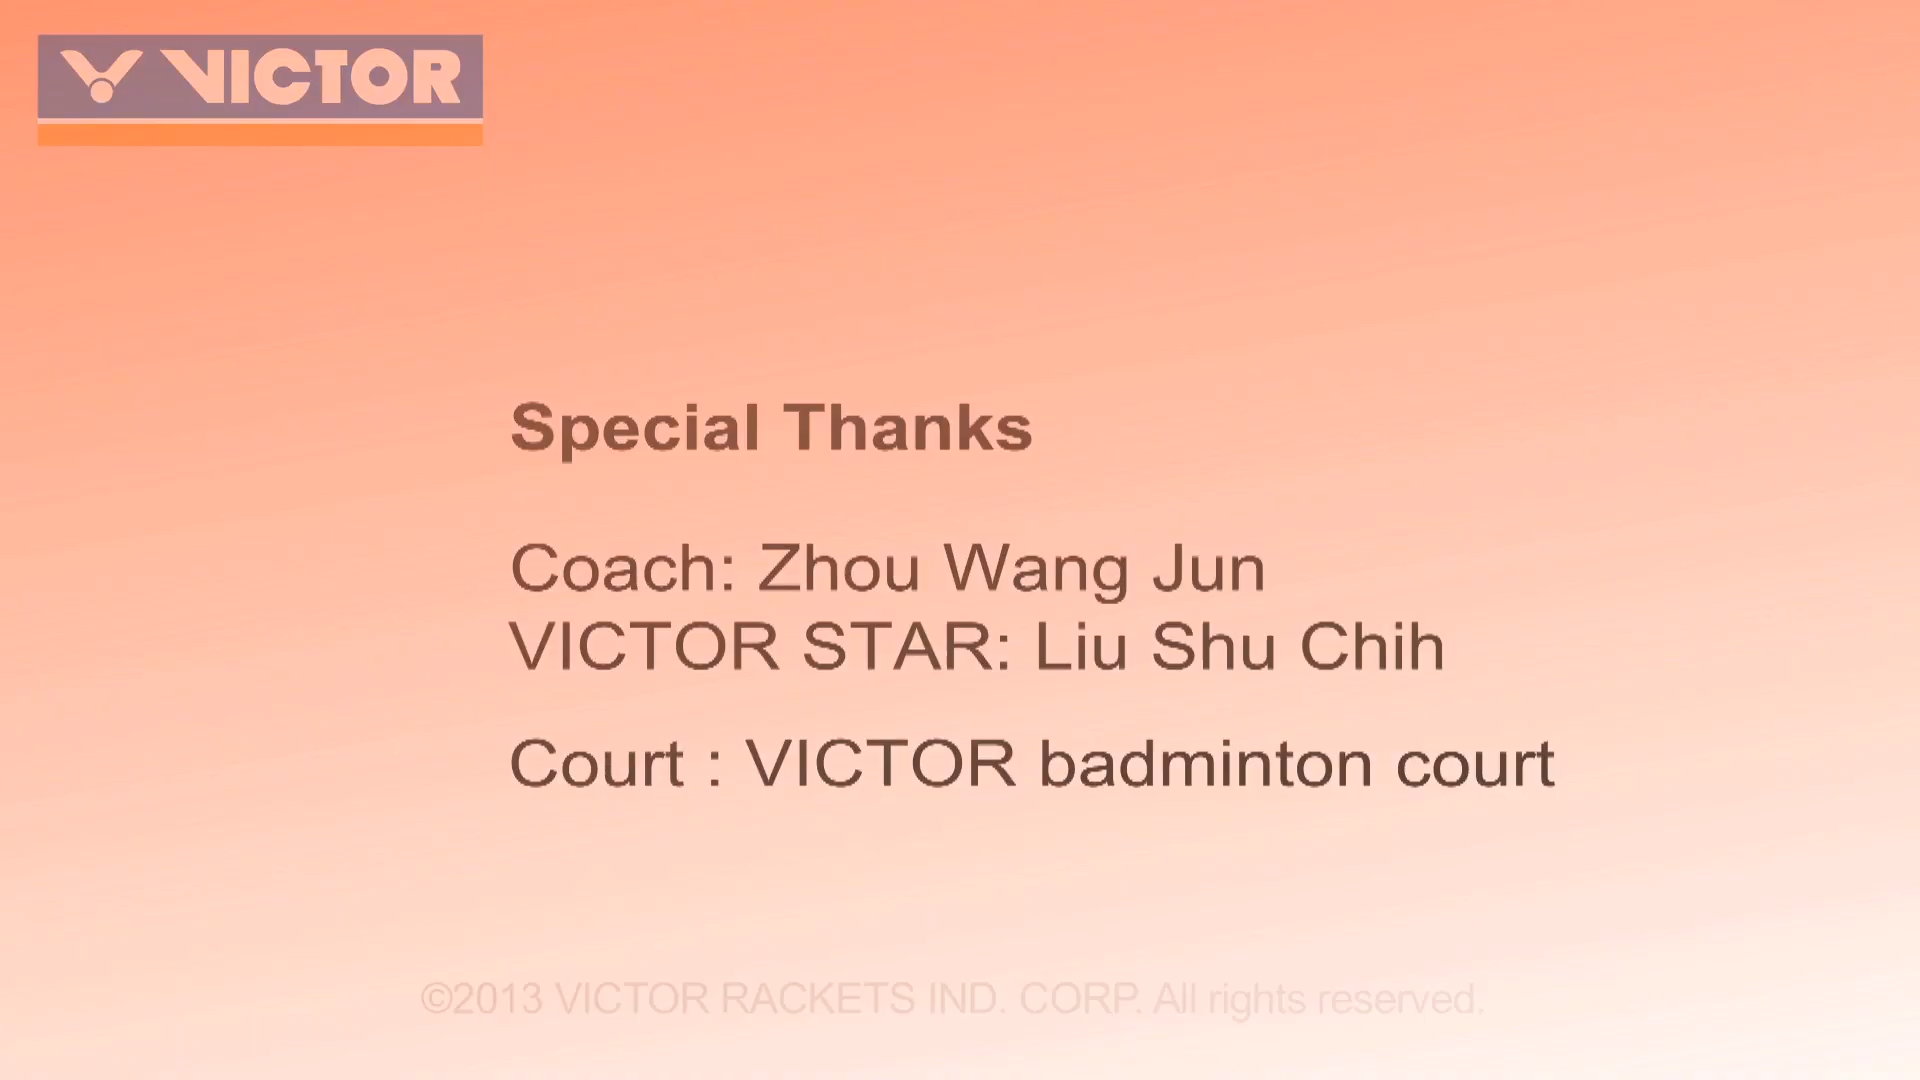 VICTOR
Special Thanks
Coach: Zhou Wang Jun
VICTOR STAR: Liu Shu Chih
Court : VICTOR badminton court
©2013 VICTOR RACKETS IND. CORP. All rights reserved.